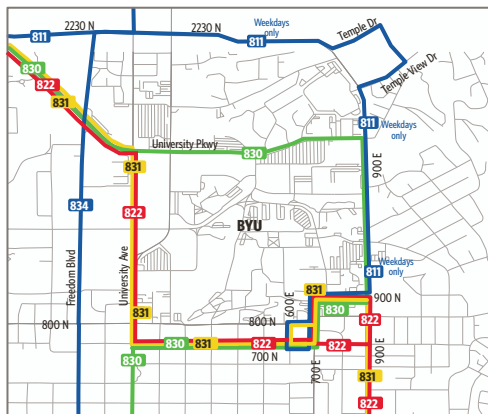 2230 N
2230 N
Weekdays
only
Temple Dr
811
811
Temple View Dr
830
822
831
811
Weekdays
only
University Pkwy
830
831
900 E
834
822
BYU
Freedom Blvd
University Ave
Weekdays
only
811
831
600 E
900 N
830
831
822
800 N
800 N
830
831
822
822
900 E
700 N
830
700 E
831
822